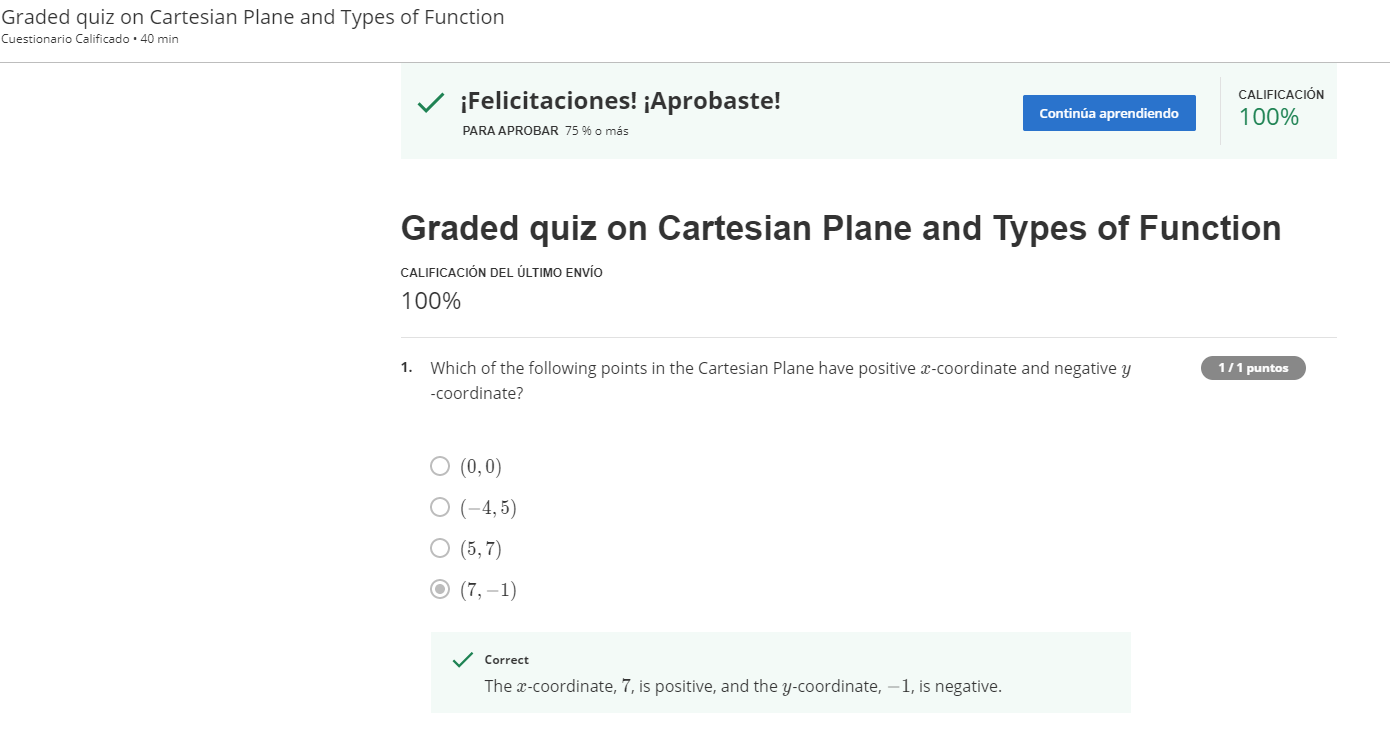 Graded quiz on Cartesian Plane and Types of Function
Cuestionario Calificado • 40 min
¡Felicitaciones! ¡Aprobaste!
PARA APROBAR 75 % o más
Continúa aprendiendo
CALIFICACIÓN
100%
Graded quiz on Cartesian Plane and Types of Function
CALIFICACIÓN DEL ÚLTIMO ENVÍO
100%
1. Which of the following points in the Cartesian Plane have positive x-coordinate and negative y
-coordinate?
1 / 1 puntos
(0, 0)
(−4, 5)
(5, 7)
(7, −1)
Correct
The x-coordinate, 7, is positive, and the y-coordinate, −1, is negative.